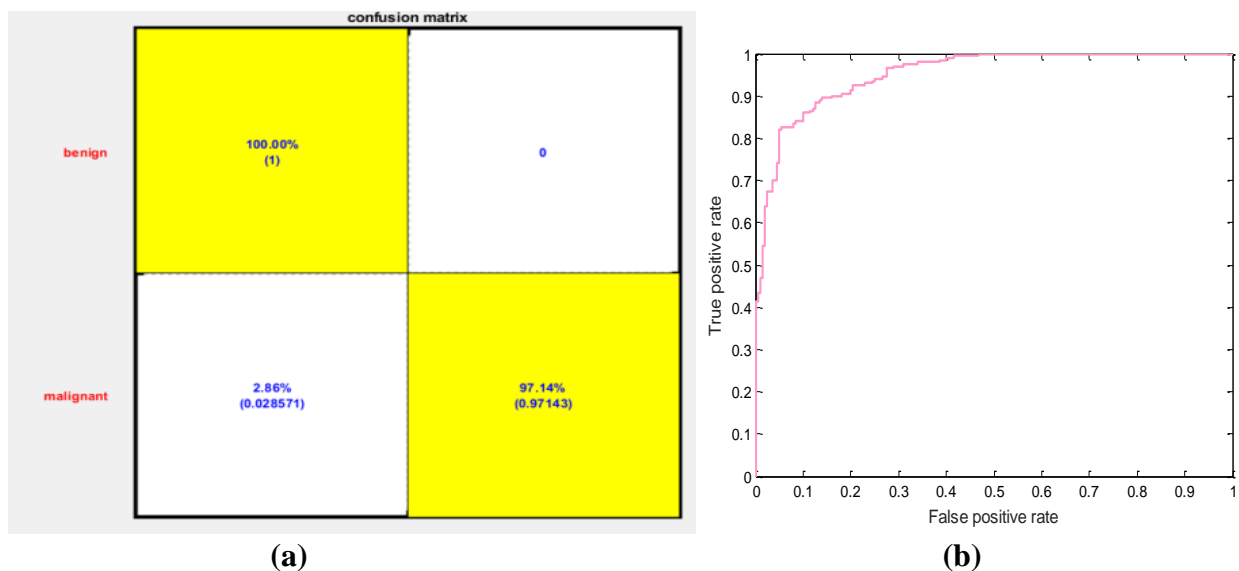 confusion matrix
benign
100.00%
(1)
0
malignant
2.86%
(0.028571)
97.14%
(0.97143)
(a)
True positive rate
1
0.9
0.8
0.7
0.6
0.5
0.4
0.3
0.2
0.1
0
0 0.1 0.2 0.3 0.4 0.5 0.6 0.7 0.8 0.9 1
False positive rate
(b)